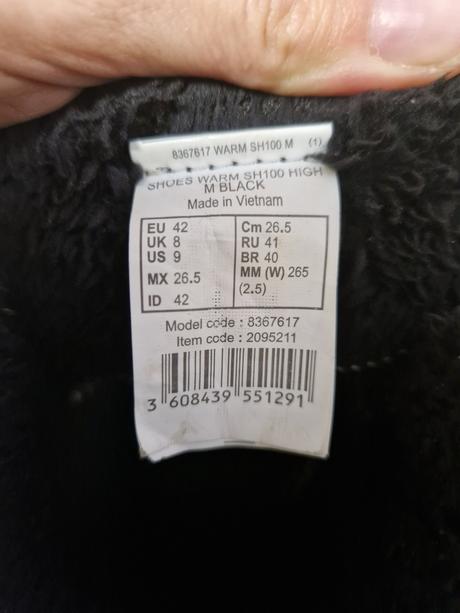 8367617 WARM SH100 M (1)
SHOES WARM SH100 HIGH
M BLACK
Made in Vietnam
EU 42
UK 8
US 9
MX 26.5
ID 42
Cm 26.5
RU 41
BR 40
MM (W) 265
(2.5)
Model code : 8367617
Item code : 2095211
3 608439 551291